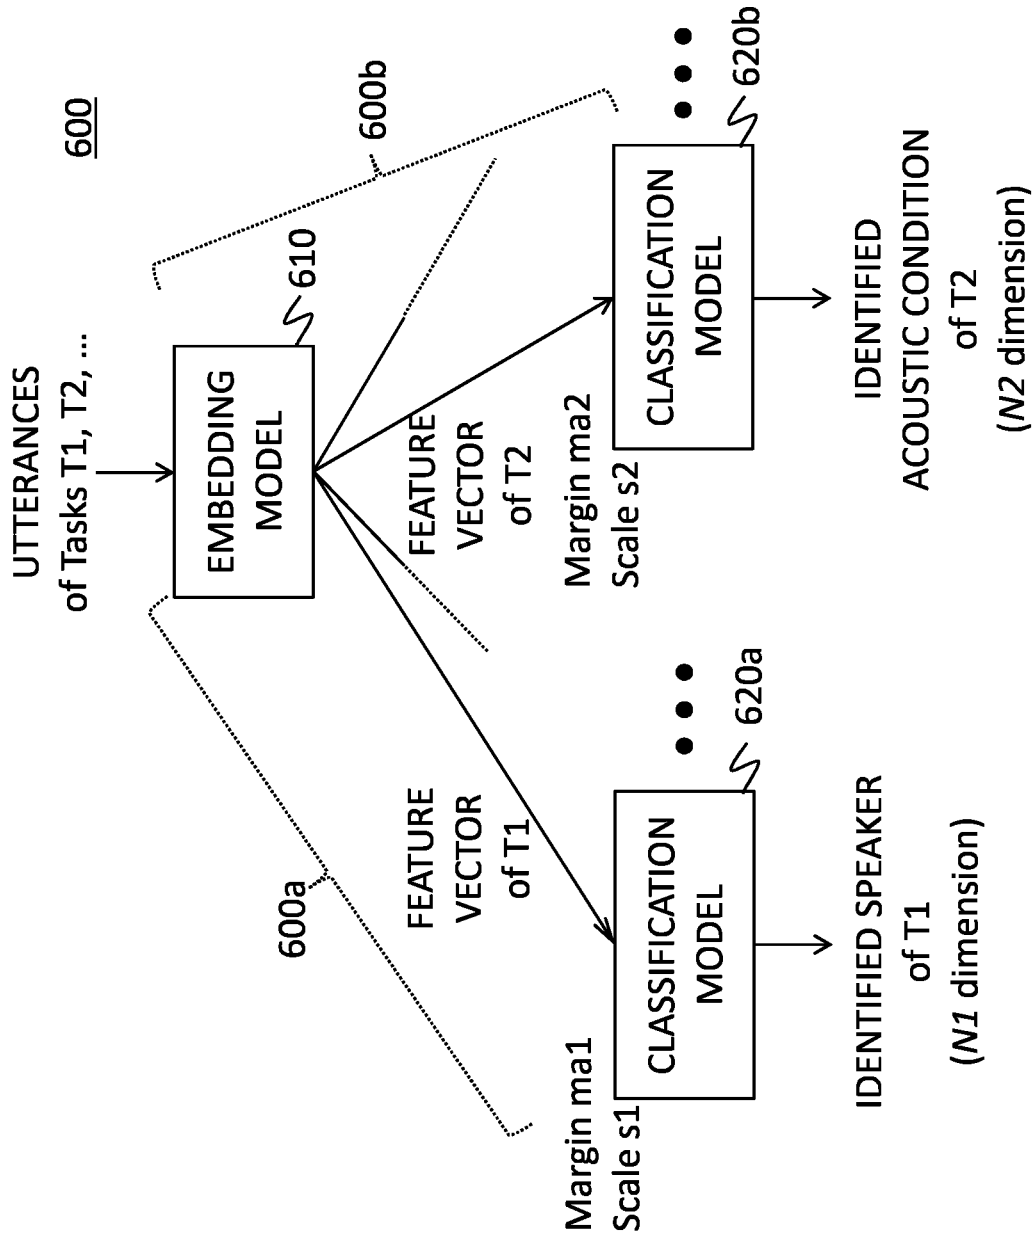 600
UTTERANCES
of Tasks T1, T2, ...
EMBEDDING
MODEL
610
600a
600b
FEATURE
VECTOR
of T1
FEATURE
VECTOR
of T2
Margin ma1
Scale s1
Margin ma2
Scale s2
CLASSIFICATION
MODEL
620a
CLASSIFICATION
MODEL
620b
IDENTIFIED SPEAKER
of T1
(N1 dimension)
IDENTIFIED
ACOUSTIC CONDITION
of T2
(N2 dimension)